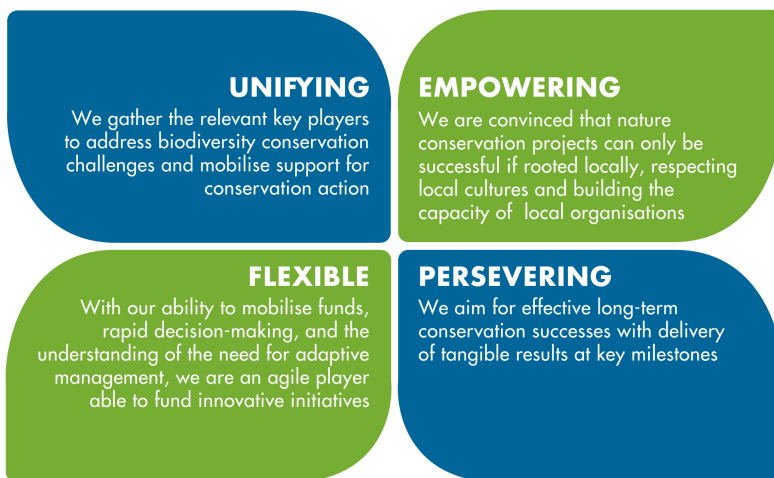 UNIFYING
We gather the relevant key players
to address biodiversity conservation
challenges and mobilise support for
conservation action
EMPOWERING
We are convinced that nature
conservation projects can only be
successful if rooted locally, respecting
local cultures and building the
capacity of local organisations
FLEXIBLE
With our ability to mobilise funds,
rapid decision-making, and the
understanding of the need for adaptive
management, we are an agile player
able to fund innovative initiatives
PERSEVERING
We aim for effective long-term
conservation successes with delivery
of tangible results at key milestones